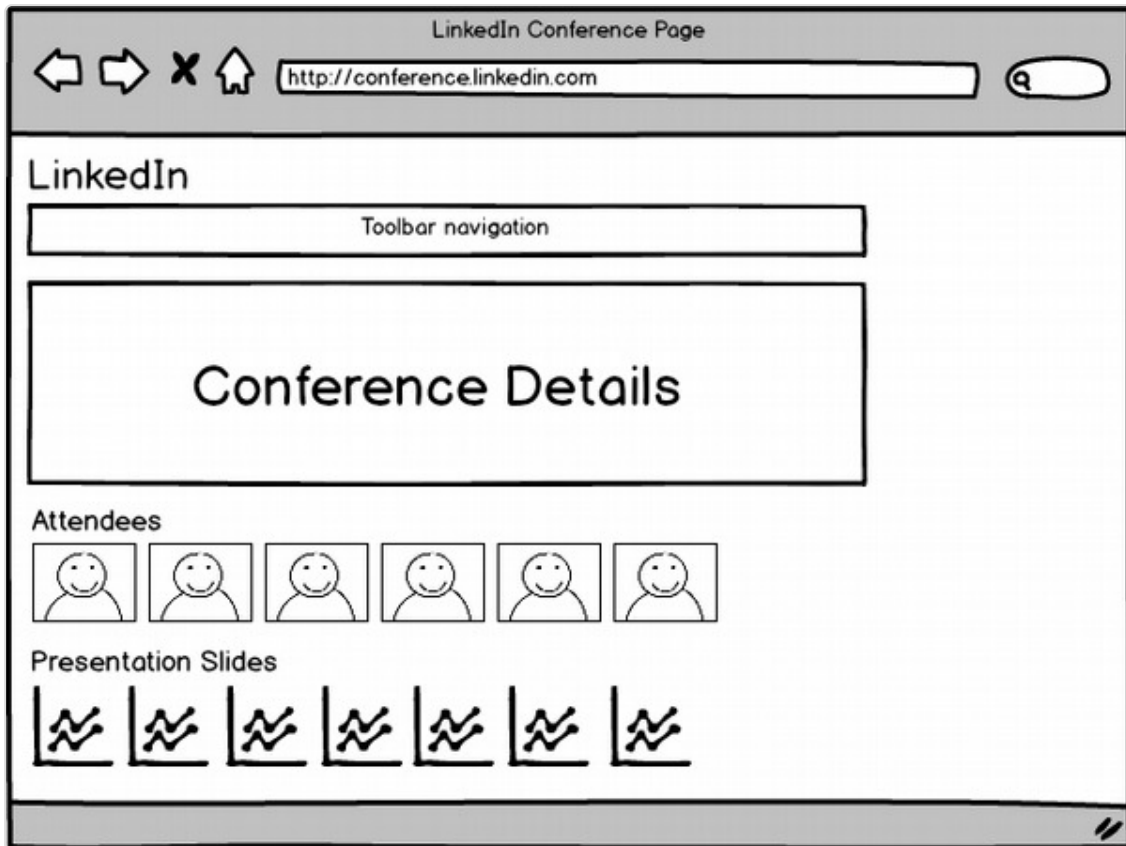 LinkedIn Conference Page
http://conference.linkedin.com
LinkedIn
Toolbar navigation
Conference Details
Attendees
Presentation Slides